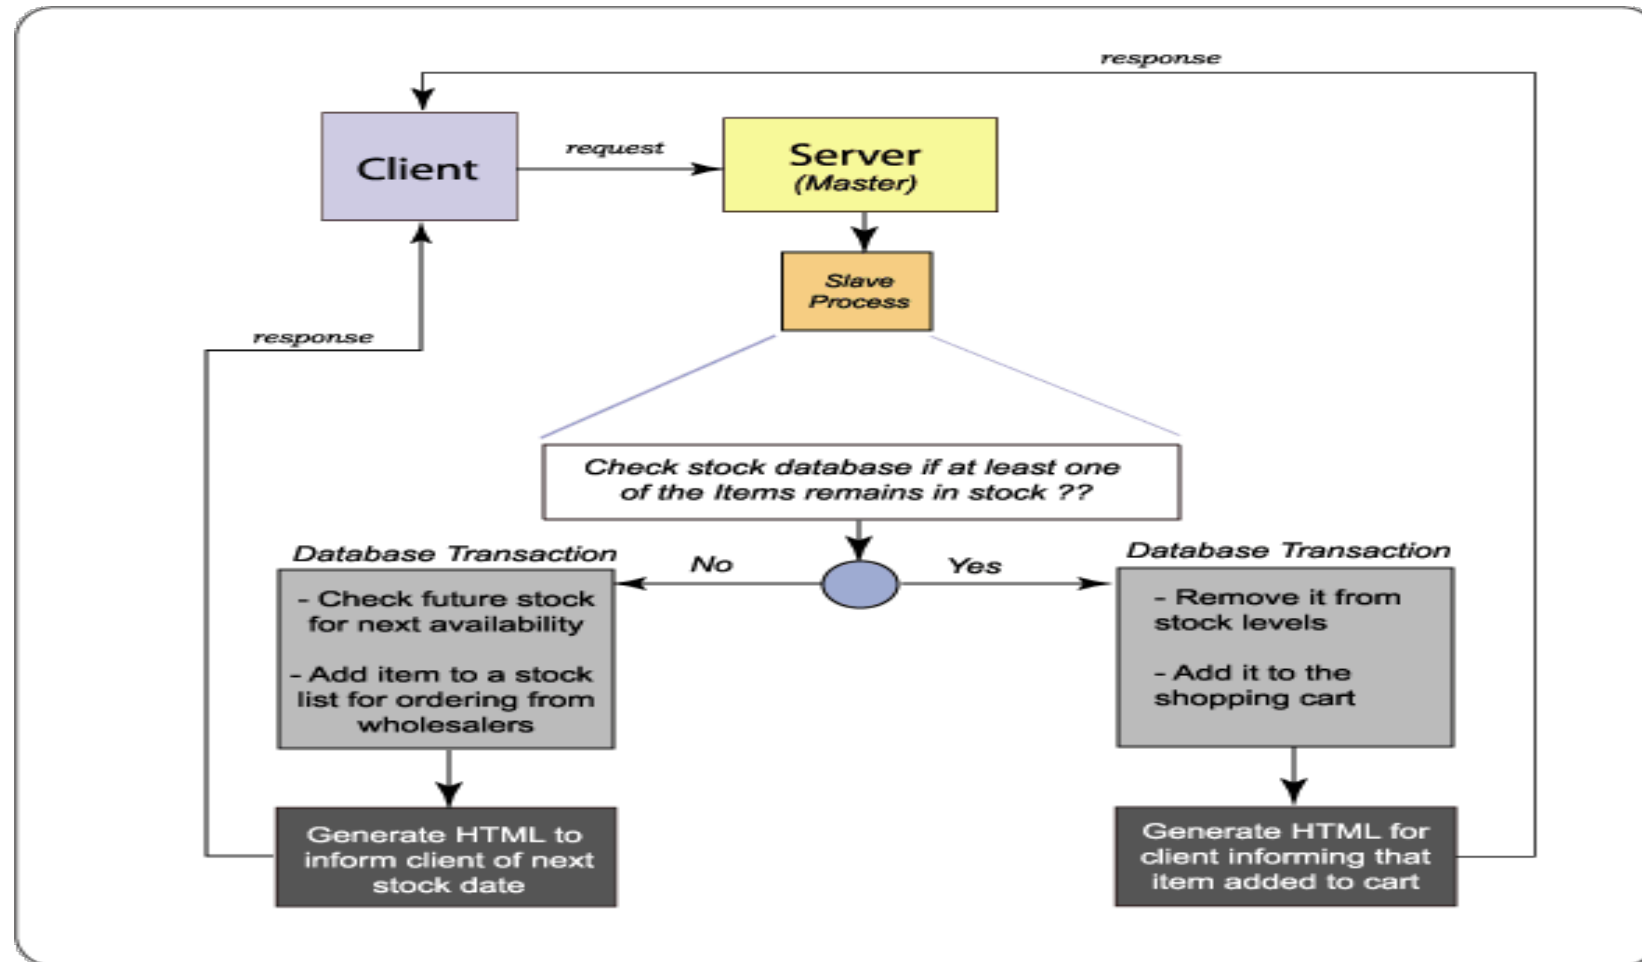 response
Client
request
Server
(Master)
Slave
Process
response
Check stock database if at least one
of the Items remains in stock ??
Database Transaction
No
Yes
Database Transaction
- Check future stock
for next availability
- Add item to a stock
list for ordering from
wholesalers
- Remove it from
stock levels
- Add it to the
shopping cart
Generate HTML to
inform client of next
stock date
Generate HTML for
client informing that
item added to cart